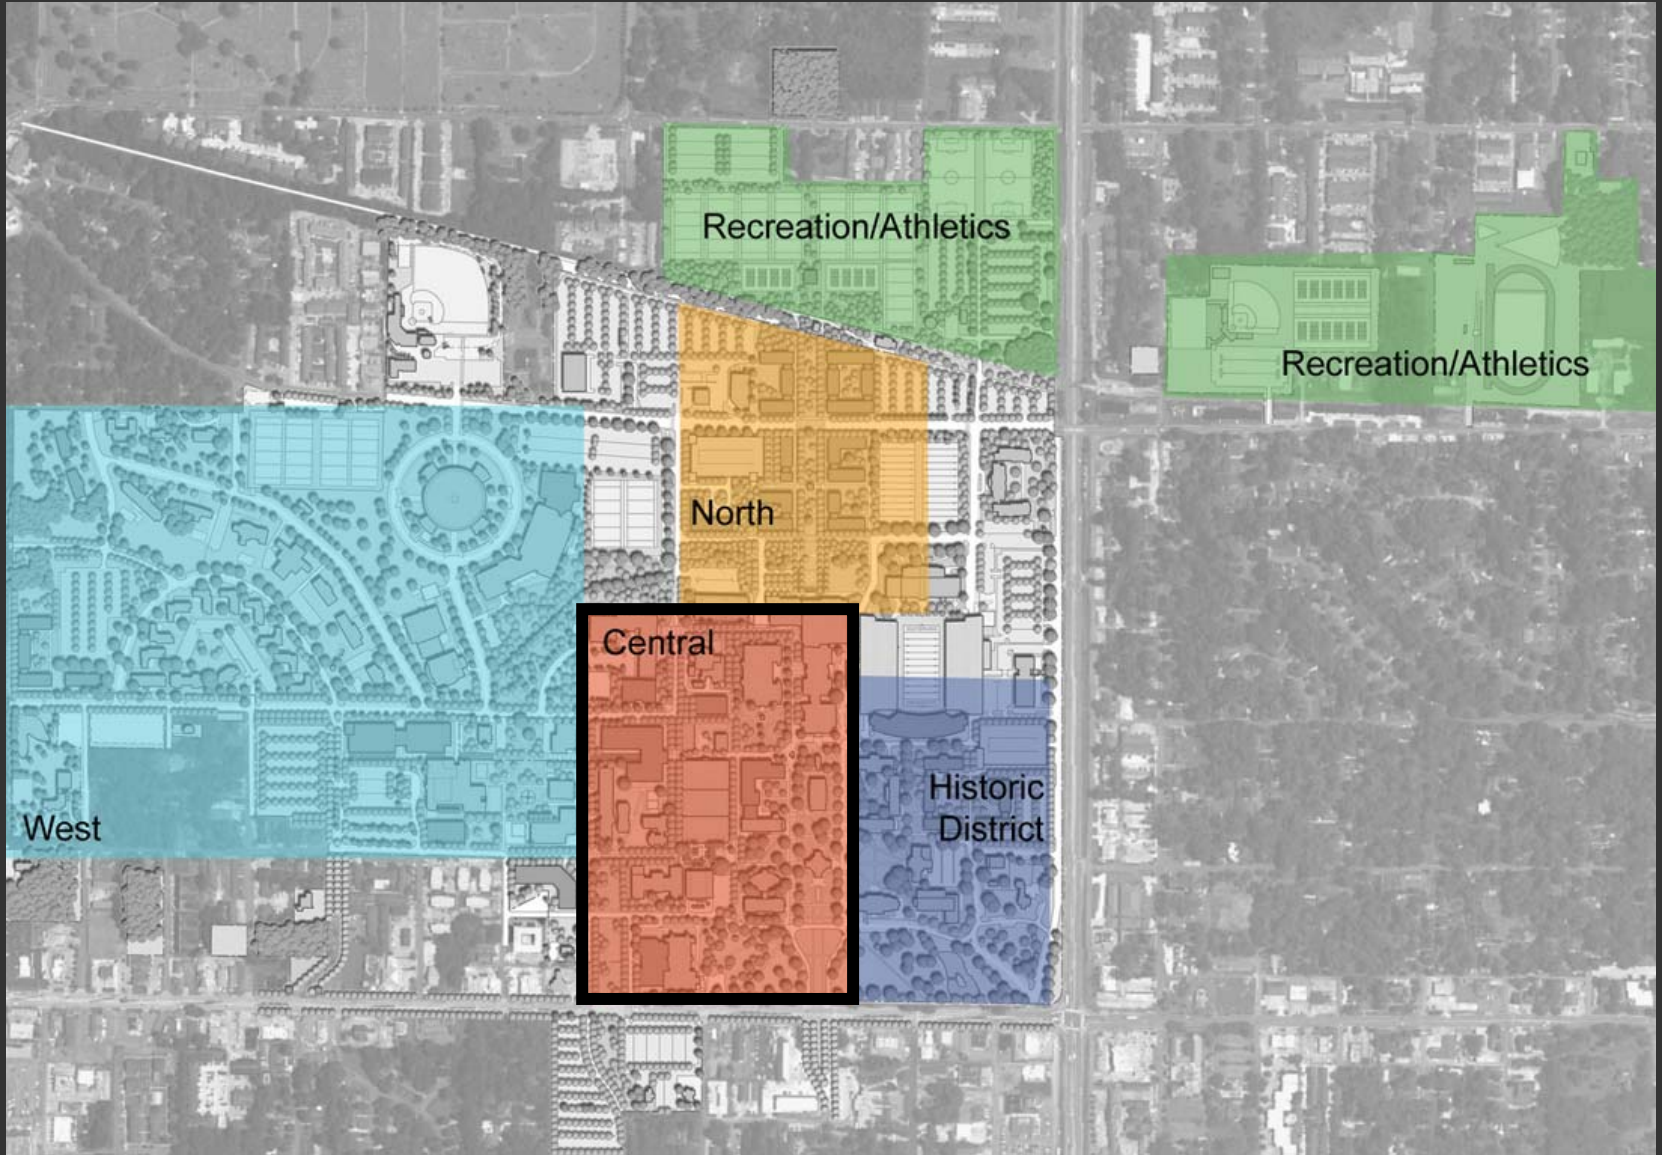 Recreation/Athletics
Recreation/Athletics
North
Central
Historic
District
West